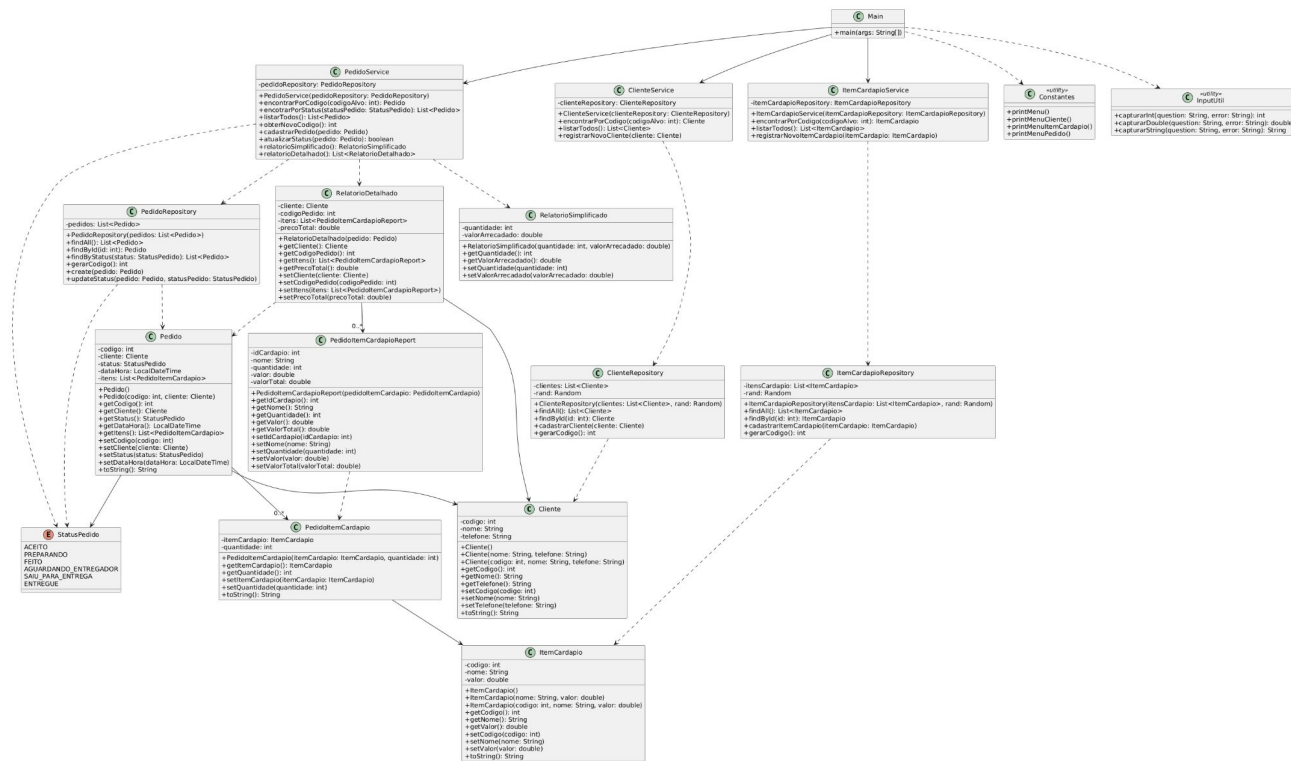 C Main
+main(args: String[])
C PedidoService
-pedidoRepository: PedidoRepository
+PedidoService(pedidoRepository: PedidoRepository)
+encontrarPorCodigo(codigoAlvo: int): Pedido
+encotrarPorStatus(statusPedido: StatusPedido): List<Pedido>
+listarTodos(): List<Pedido>
+obterNovoCodigo(): int
+cadastrarPedido(pedido: Pedido)
+atualizarStatus(pedido: Pedido): boolean
+relatorioSimplificado(): RelatorioSimplificado
+relatorioDetalhado(): List<RelatorioDetalhado>
C ClienteService
-clienteRepository: ClienteRepository
+ClienteService(clienteRepository: ClienteRepository)
+encontrarPorCodigo(codigoAlvo: int): Cliente
+listarTodos(): List<Cliente>
+registrarNovoCliente(cliente: Cliente)
C ItemCardapioService
-itemCardapioRepository: ItemCardapioRepository
+ItemCardapioService(itemCardapioRepository: ItemCardapioRepository)
+encontrarPorCodigo(codigoAlvo: int): ItemCardapio
+listarTodos(): List<ItemCardapio>
+registrarNovoItemCardapio(itemCardapio: ItemCardapio)
C «utility»
Constantes
+printMenu()
+printMenuCliente()
+printMenuItemCardapio()
+printMenuPedido()
C «utility»
InputUtil
+capturarInt(question: String, error: String): int
+capturarDouble(question: String, error: String): double
+capturarString(question: String, error: String): String
C PedidoRepository
-pedidos: List<Pedido>
+PedidoRepository(pedidos: List<Pedido>)
+findAll(): List<Pedido>
+findById(id: int): Pedido
+findByStatus(status: StatusPedido): List<Pedido>
+gerarCodigo(): int
+create(pedido: Pedido)
+updateStatus(pedido: Pedido, statusPedido: StatusPedido)
C RelatorioDetalhado
-cliente: Cliente
-codigoPedido: int
-itens: List<PedidoItemCardapioReport>
-precoTotal: double
+RelatorioDetalhado(pedido: Pedido)
+getCliente(): Cliente
+getCodigoPedido(): int
+getItens(): List<PedidoItemCardapioReport>
+getPrecoTotal(): double
+setCliente(cliente: Cliente)
+setCodigoPedido(codigoPedido: int)
+setItens(itens: List<PedidoItemCardapioReport>)
+setPrecoTotal(precoTotal: double)
C RelatorioSimplificado
-quantidade: int
-valorArrecadado: double
+RelatorioSimplificado(quantidade: int, valorArrecadado: double)
+getQuantidade(): int
+getValorArrecadado(): double
+setQuantidade(quantidade: int)
+setValorArrecadado(valorArrecadado: double)
C Pedido
-codigo: int
-cliente: Cliente
-status: StatusPedido
-dataHora: LocalDateTime
-itens: List<PedidoItemCardapio>
+Pedido()
+Pedido(codigo: int, cliente: Cliente)
+getCodigo(): int
+getCliente(): Cliente
+getStatus(): StatusPedido
+getDataHora(): LocalDateTime
+getItens(): List<PedidoItemCardapio>
+setCodigo(codigo: int)
+setCliente(cliente: Cliente)
+setStatus(status: StatusPedido)
+setDataHora(dataHora: LocalDateTime)
+toString(): String
0..*
C PedidoItemCardapioReport
-idCardapio: int
-nome: String
-quantidade: int
-valor: double
-valorTotal: double
+PedidoItemCardapioReport(pedidoItemCardapio: PedidoItemCardapio)
+getIdCardapio(): int
+getNome(): String
+getQuantidade(): int
+getValor(): double
+getValorTotal(): double
+setIdCardapio(idCardapio: int)
+setNome(nome: String)
+setQuantidade(quantidade: int)
+setValor(valor: double)
+setValorTotal(valorTotal: double)
C ClienteRepository
-clientes: List<Cliente>
-rand: Random
+ClienteRepository(clientes: List<Cliente>, rand: Random)
+findAll(): List<Cliente>
+findById(id: int): Cliente
+cadastrarCliente(cliente: Cliente)
+gerarCodigo(): int
C ItemCardapioRepository
-itensCardapio: List<ItemCardapio>
-rand: Random
+ItemCardapioRepository(itensCardapio: List<ItemCardapio>, rand: Random)
+findAll(): List<ItemCardapio>
+findById(id: int): ItemCardapio
+cadastrarItemCardapio(itemCardapio: ItemCardapio)
+gerarCodigo(): int
E StatusPedido
ACEITO
PREPARANDO
FEITO
AGUARDANDO_ENTREGADOR
SAIU_PARA_ENTREGA
ENTREGUE
0..*
C PedidoItemCardapio
-itemCardapio: ItemCardapio
-quantidade: int
+PedidoItemCardapio(itemCardapio: ItemCardapio, quantidade: int)
+getItemCardapio(): ItemCardapio
+getQuantidade(): int
+setItemCardapio(itemCardapio: ItemCardapio)
+setQuantidade(quantidade: int)
+toString(): String
C Cliente
-codigo: int
-nome: String
-telefone: String
+Cliente()
+Cliente(nome: String, telefone: String)
+Cliente(codigo: int, nome: String, telefone: String)
+getCodigo(): int
+getNome(): String
+getTelefone(): String
+setCodigo(codigo: int)
+setNome(nome: String)
+setTelefone(telefone: String)
+toString(): String
C ItemCardapio
-codigo: int
-nome: String
-valor: double
+ItemCardapio()
+ItemCardapio(nome: String, valor: double)
+ItemCardapio(codigo: int, nome: String, valor: double)
+getCodigo(): int
+getNome(): String
+getValor(): double
+setCodigo(codigo: int)
+setNome(nome: String)
+setValor(valor: double)
+toString(): String